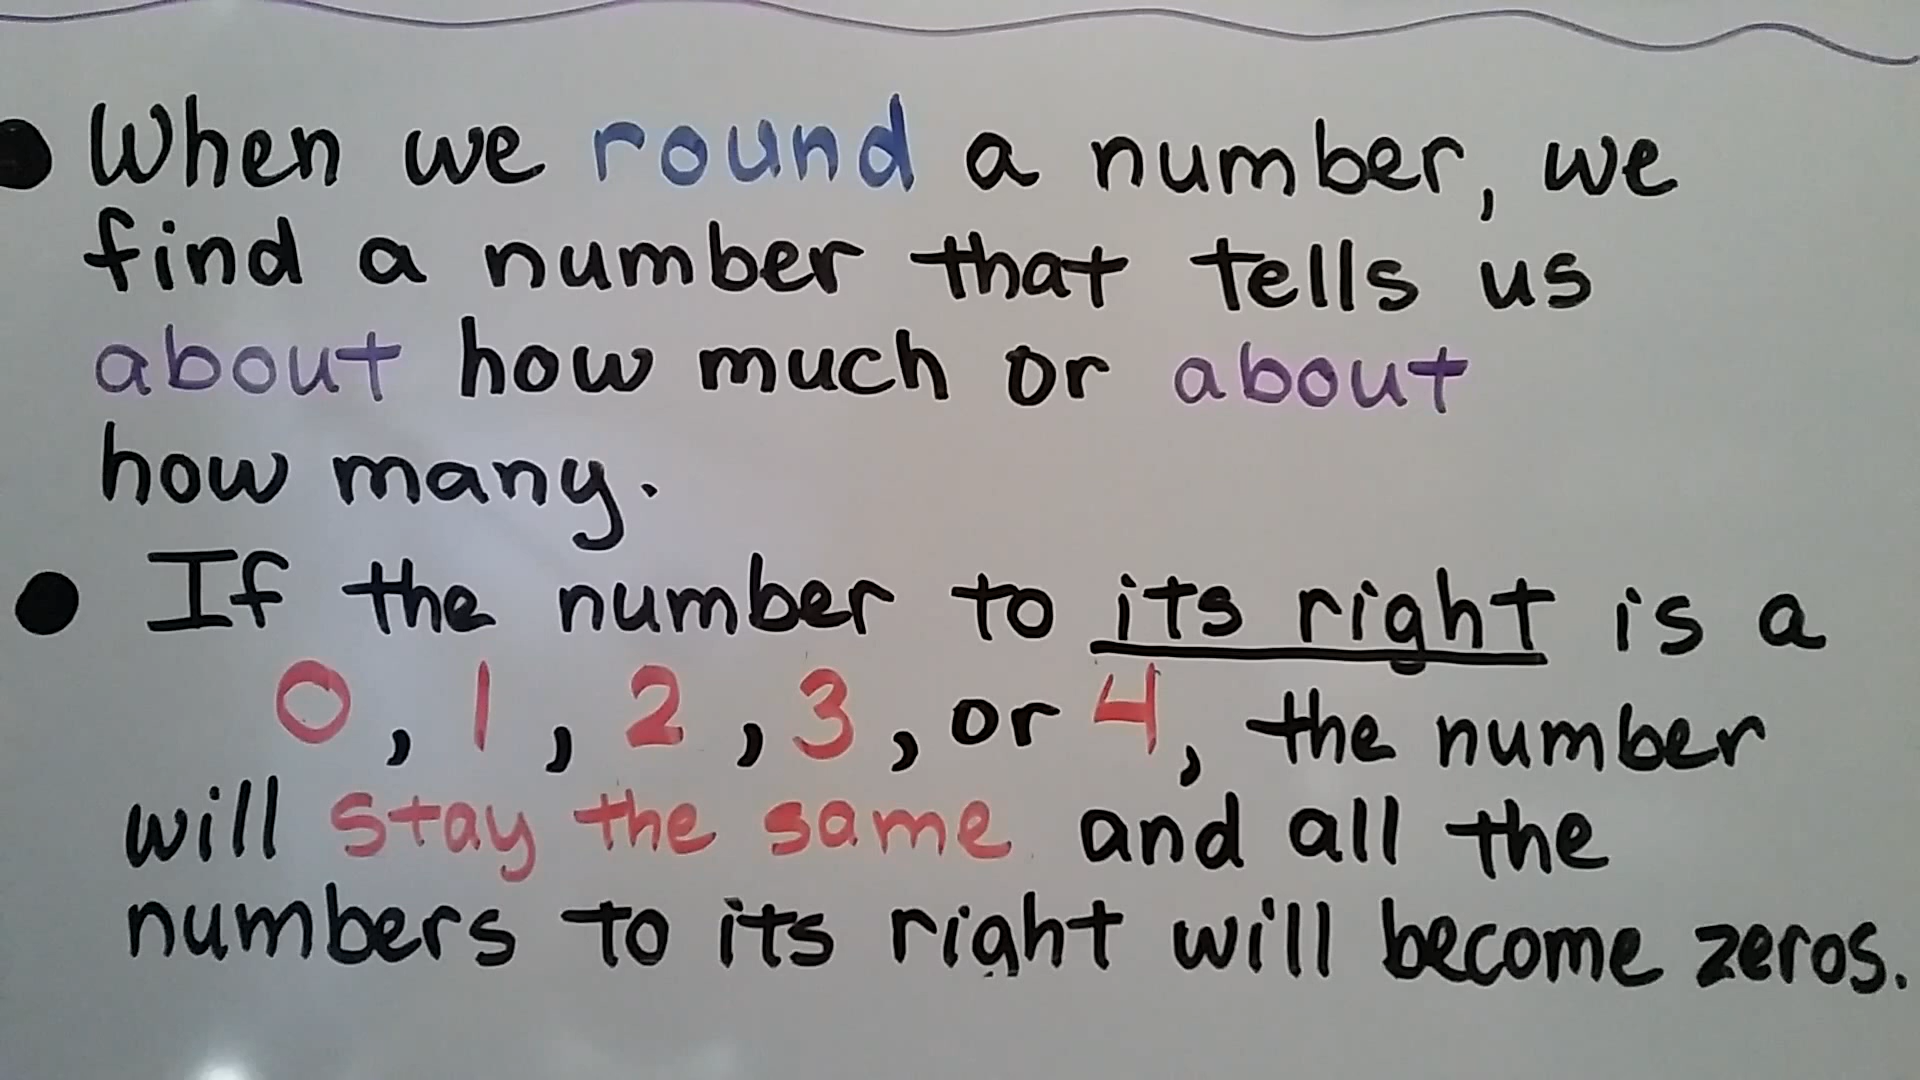 ● When we round a number, we
find a number that tells us
about how much or about
how many.
● If the number to its right is a
0, 1, 2, 3, or 4, the number
will stay the same and all the
numbers to its right will become zeros.